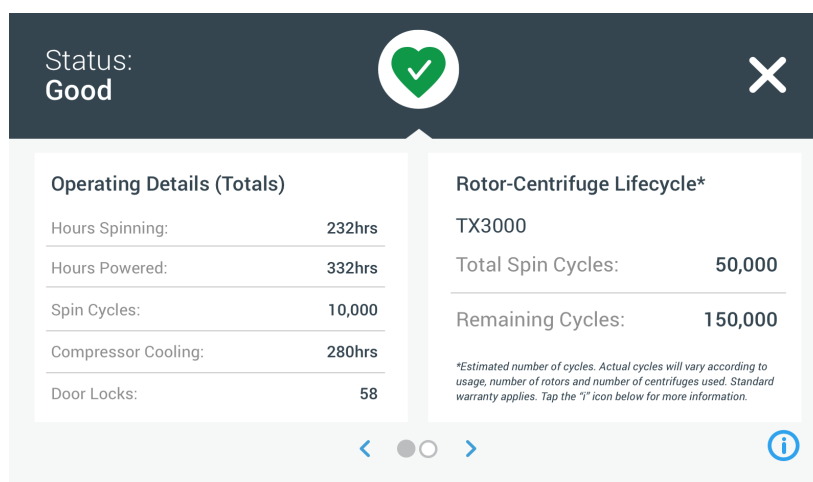 Status:
Good
Operating Details (Totals)
Hours Spinning: 232hrs
Hours Powered: 332hrs
Spin Cycles: 10,000
Compressor Cooling: 280hrs
Door Locks: 58
Rotor-Centrifuge Lifecycle*
TX3000
Total Spin Cycles: 50,000
Remaining Cycles: 150,000
*Estimated number of cycles. Actual cycles will vary according to
usage, number of rotors and number of centrifuges used. Standard
warranty applies. Tap the “i” icon below for more information.
i